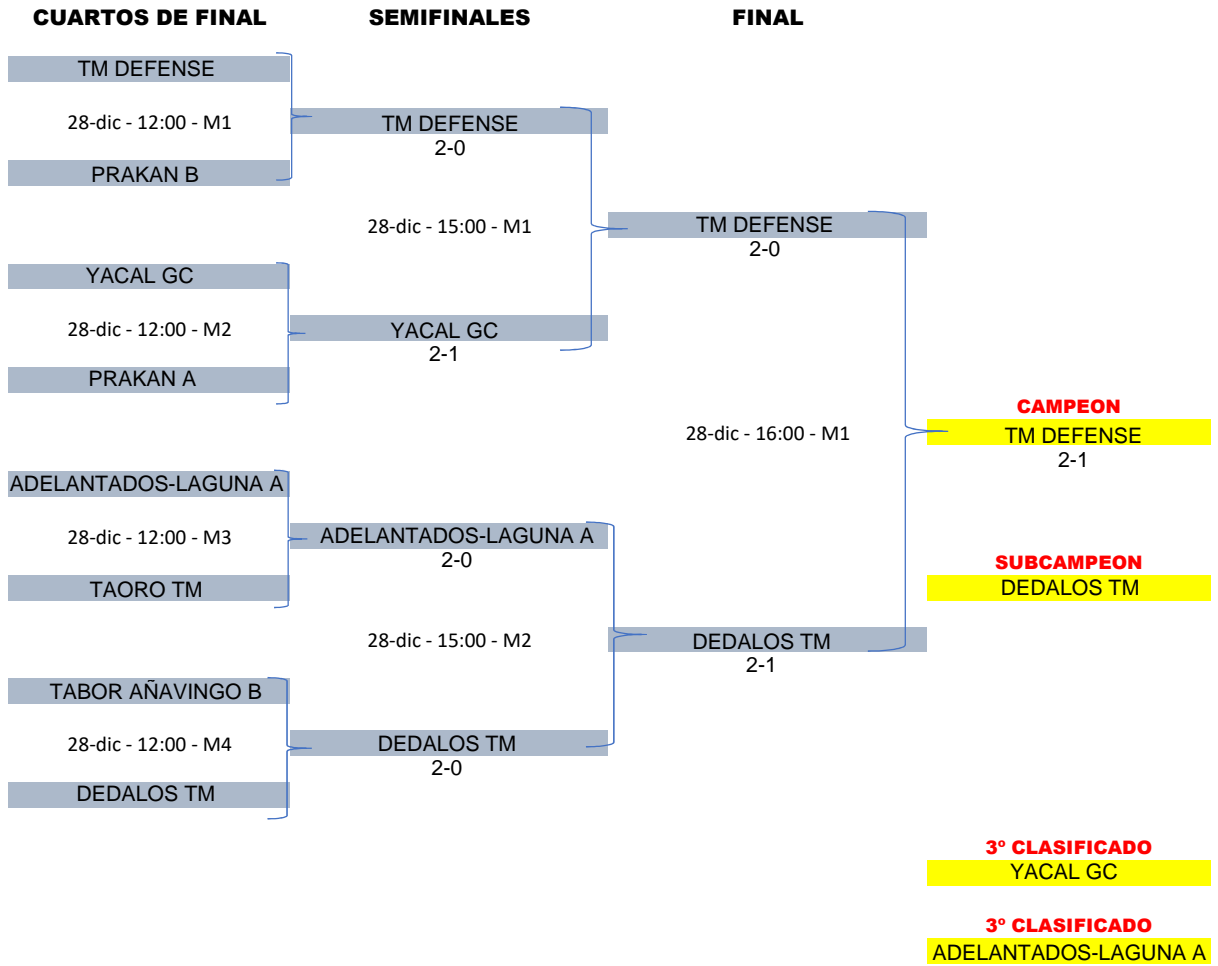 CUARTOS DE FINAL SEMIFINALES FINAL
TM DEFENSE
28-dic - 12:00 - M1 TM DEFENSE
2-0
PRAKAN B
28-dic - 15:00 - M1 TM DEFENSE
2-0
YACAL GC
28-dic - 12:00 - M2 YACAL GC
2-1
PRAKAN A
CAMPEON
28-dic - 16:00 - M1 TM DEFENSE
2-1
ADELANTADOS-LAGUNA A
28-dic - 12:00 - M3 ADELANTADOS-LAGUNA A
2-0 SUBCAMPEON
TAORO TM DEDALOS TM
28-dic - 15:00 - M2 DEDALOS TM
2-1
TABOR AÑAVINGO B
28-dic - 12:00 - M4 DEDALOS TM
2-0
DEDALOS TM
3º CLASIFICADO
YACAL GC
3º CLASIFICADO
ADELANTADOS-LAGUNA A